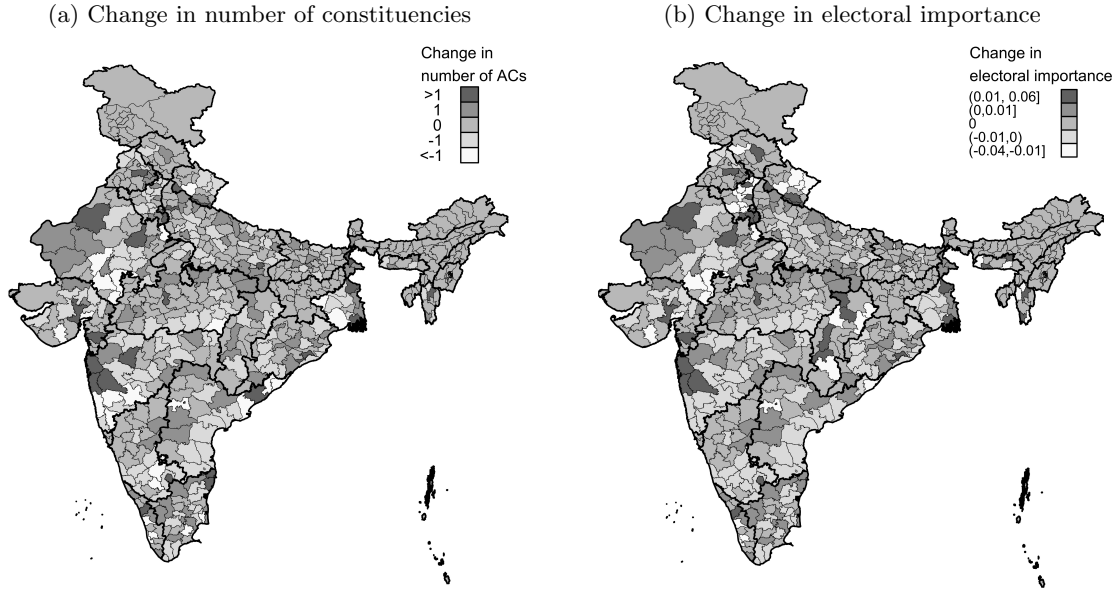 (a) Change in number of constituencies
Change in
number of ACs
>1
1
0
-1
<-1
(b) Change in electoral importance
Change in
electoral importance
(0.01, 0.06]
(0,0.01]
0
(-0.01,0)
(-0.04,-0.01]